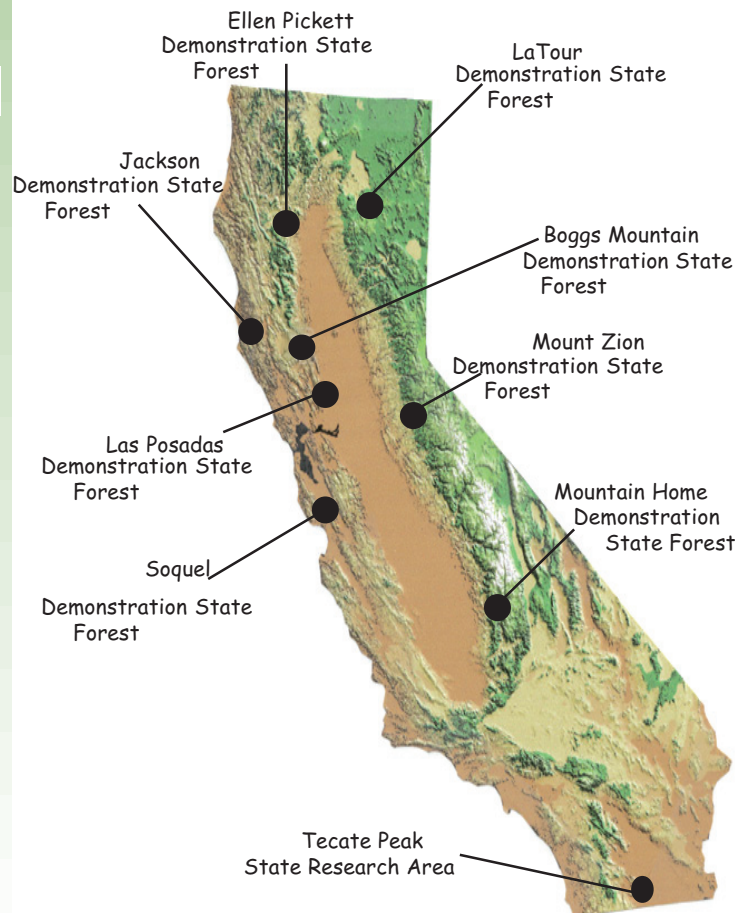 Ellen Pickett
Demonstration State
Forest
LaTour
Demonstration State
Forest
Jackson
Demonstration State
Forest
Boggs Mountain
Demonstration State
Forest
Mount Zion
Demonstration State
Forest
Las Posadas
Demonstration State
Forest
Mountain Home
Demonstration
State Forest
Soquel
Demonstration State
Forest
Tecate Peak
State Research Area